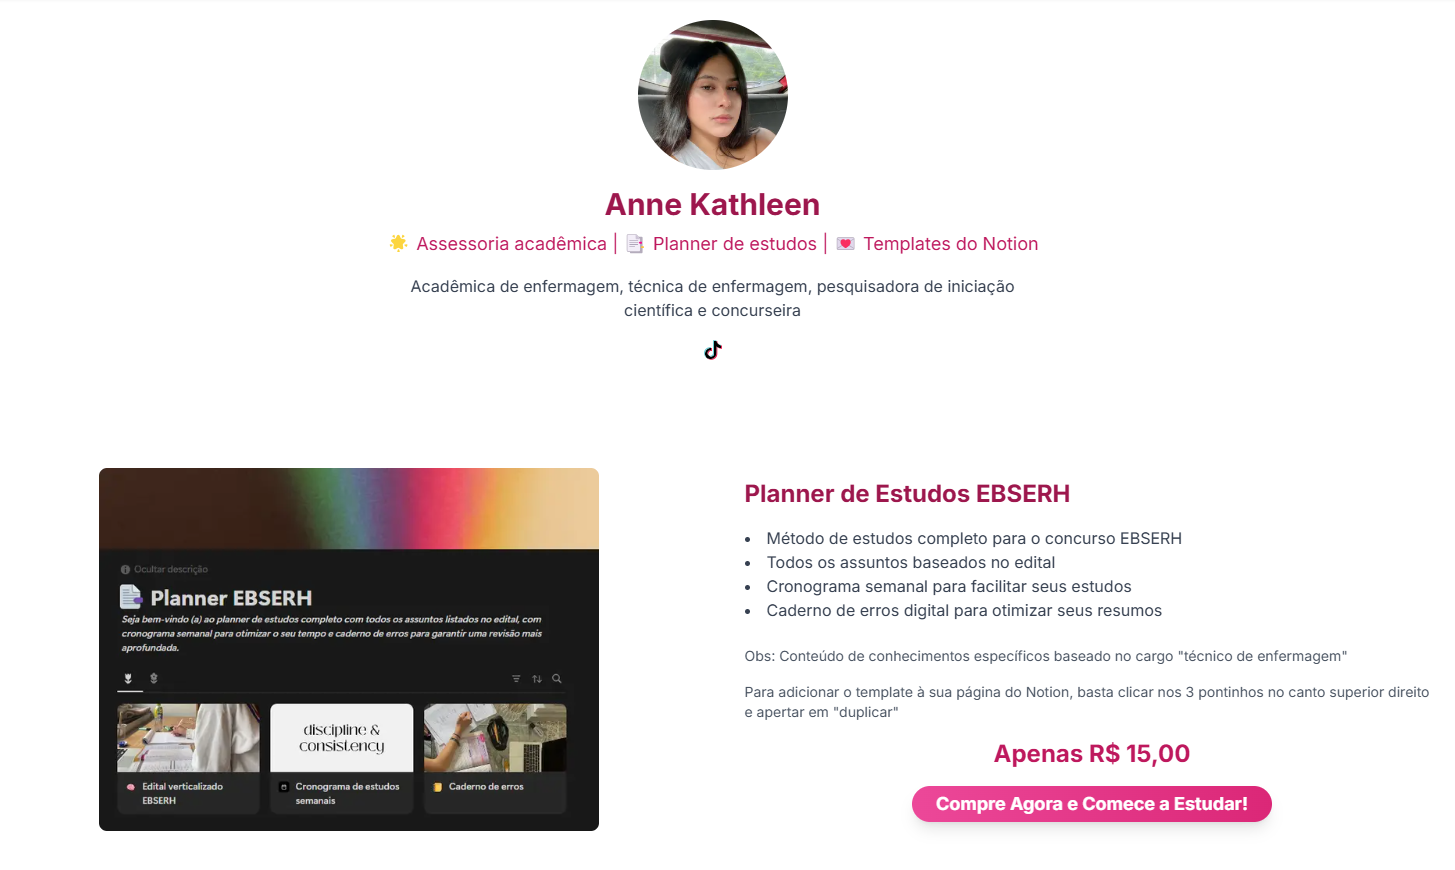 Anne Kathleen
🌟 Assessoria acadêmica | 📑 Planner de estudos | 💌 Templates do Notion
Acadêmica de enfermagem, técnica de enfermagem, pesquisadora de iniciação
científica e concurseira
Ocultar descrição
Planner EBSERH
Seja bem-vindo (a) ao planner de estudos completo com todos os assuntos listados no edital, com
cronograma semanal para otimizar o seu tempo e caderno de erros para garantir uma revisão mais
aprofundada.
discipline &
consistency
Edital verticalizado
EBSERH
Cronograma de estudos
semanais
Caderno de erros
Planner de Estudos EBSERH
• Método de estudos completo para o concurso EBSERH
• Todos os assuntos baseados no edital
• Cronograma semanal para facilitar seus estudos
• Caderno de erros digital para otimizar seus resumos
Obs: Conteúdo de conhecimentos específicos baseado no cargo "técnico de enfermagem"
Para adicionar o template à sua página do Notion, basta clicar nos 3 pontinhos no canto superior direito
e apertar em "duplicar"
Apenas R$ 15,00
Compre Agora e Comece a Estudar!